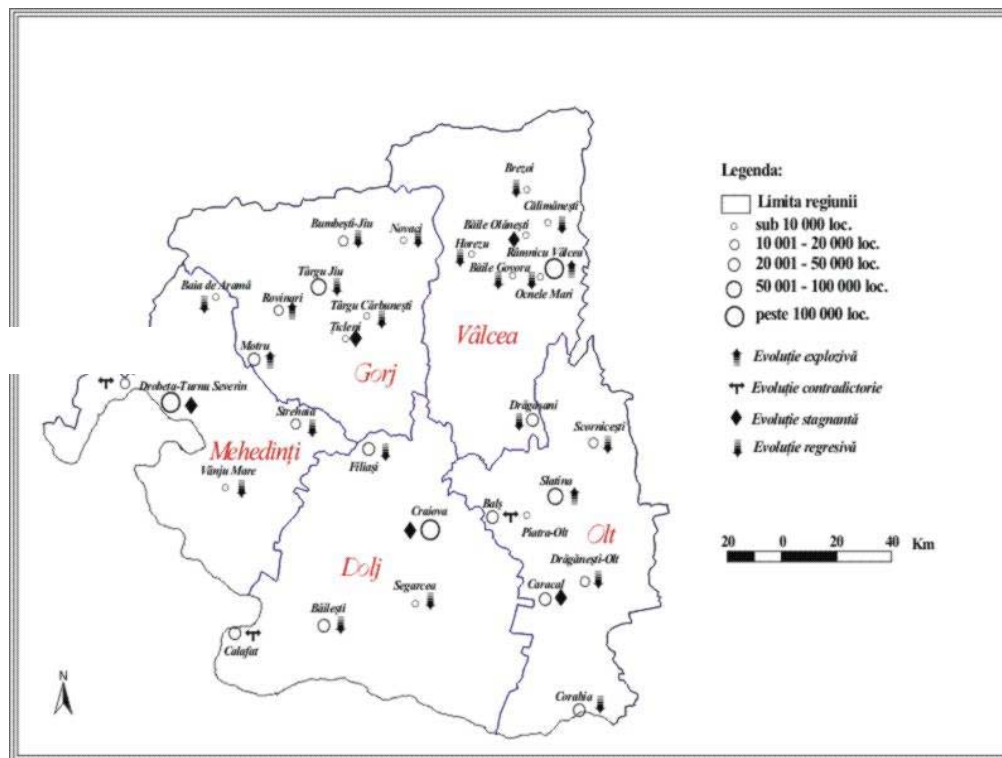 Brezoi
Călimănești
Băile Olănești
Bumbești-Jiu
Novaci
Horezu
Râmnicu Vâlcea
Băile Govora
Ocnele Mari
Târgu Jiu
Baia de Aramă
Rovinari
Târgu Cărbunești
Țicleni
Vâlcea
Motru
Gorj
Drobeta-Turnu Severin
Strehaia
Drăgășani
Scornicești
Mehedinți
Filiași
Vânju Mare
Slatina
Craiova
Balș
Piatra-Olt
Olt
Dolj
Drăgănești-Olt
Segarcea
Caracal
Băilești
Calafat
Corabia
N
Legenda:
Limita regiunii
sub 10 000 loc.
10 001 - 20 000 loc.
20 001 - 50 000 loc.
50 001 - 100 000 loc.
peste 100 000 loc.
Evoluție explozivă
Evoluție contradictorie
Evoluție stagnantă
Evoluție regresivă
20 0 20 40 Km